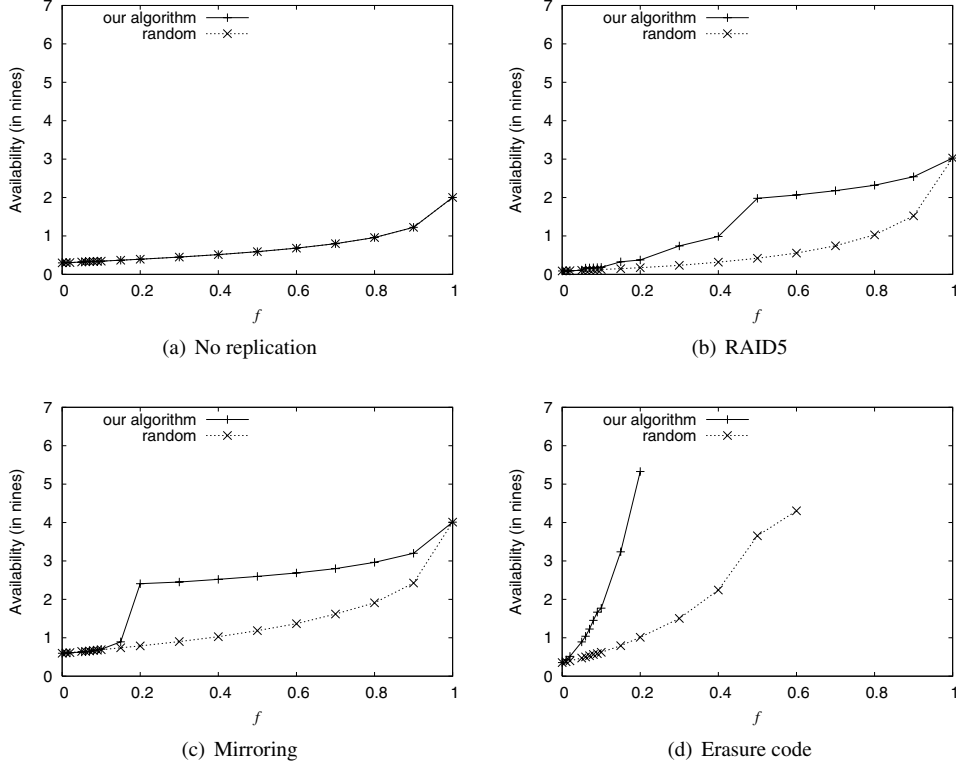 our algorithm
random
Availability (in nines)
7
6
5
4
3
2
1
0
0 0.2 0.4 0.6 0.8 1
f
(a) No replication
our algorithm
random
Availability (in nines)
7
6
5
4
3
2
1
0
0 0.2 0.4 0.6 0.8 1
f
(b) RAID5
our algorithm
random
Availability (in nines)
7
6
5
4
3
2
1
0
0 0.2 0.4 0.6 0.8 1
f
(c) Mirroring
our algorithm
random
Availability (in nines)
7
6
5
4
3
2
1
0
0 0.2 0.4 0.6 0.8 1
f
(d) Erasure code